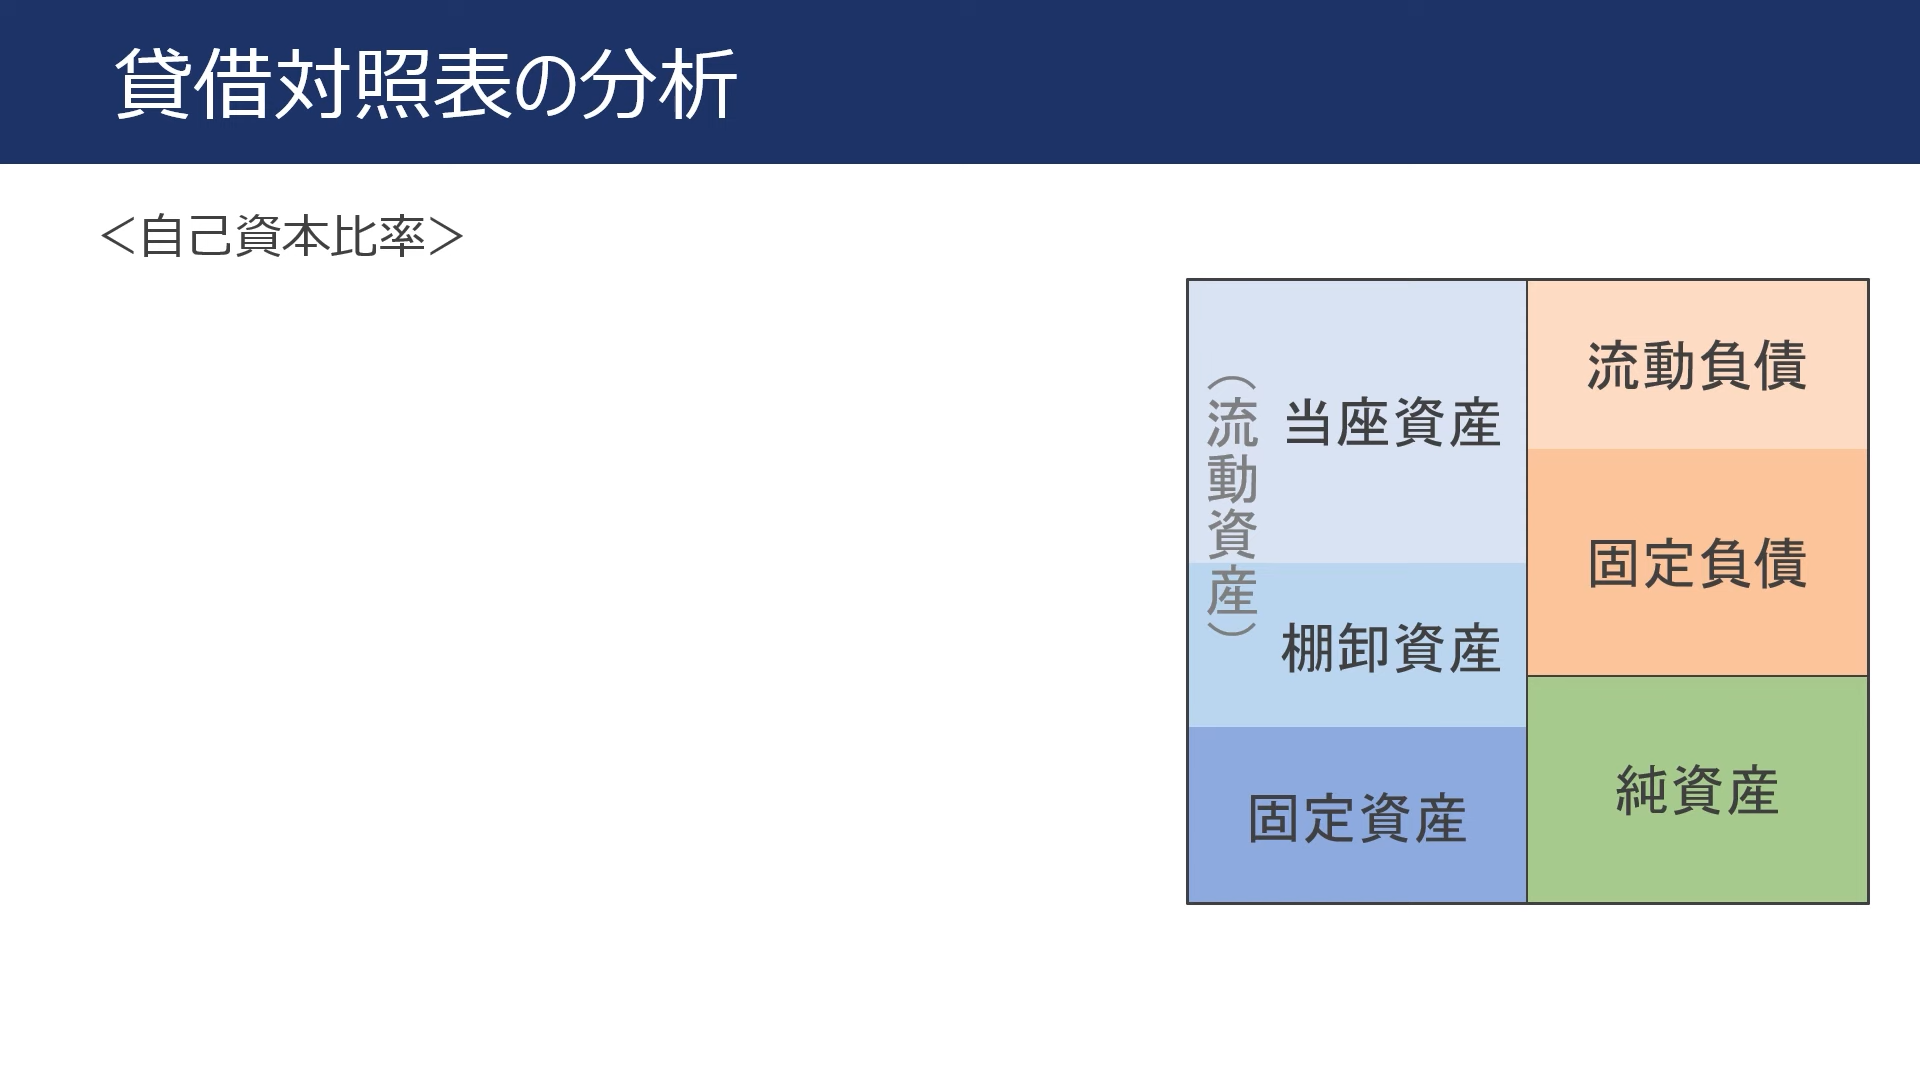 貸借対照表の分析
＜自己資本比率＞
（流動資産）
当座資産
棚卸資産
固定資産
流動負債
固定負債
純資産